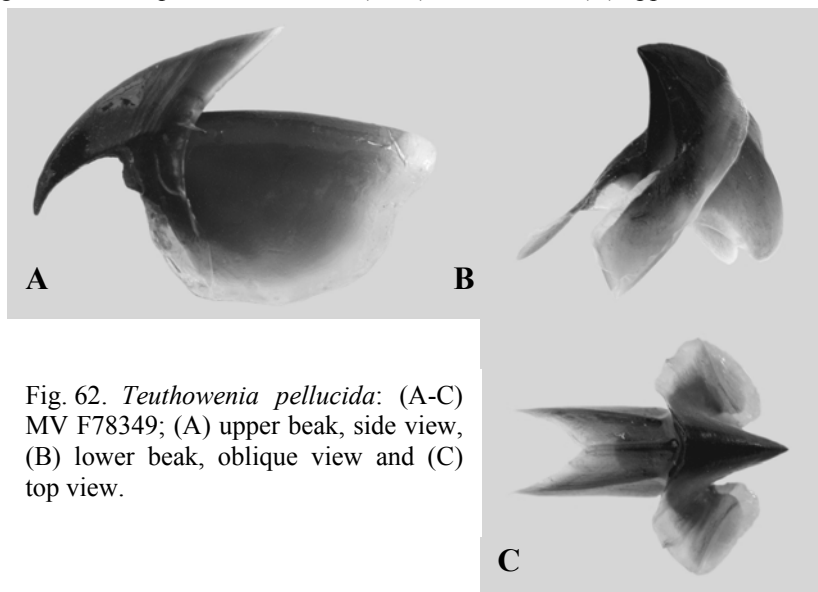 A
B
Fig. 62. Teuthowenia pellucida: (A-C)
MV F78349; (A) upper beak, side view,
(B) lower beak, oblique view and (C)
top view.
C